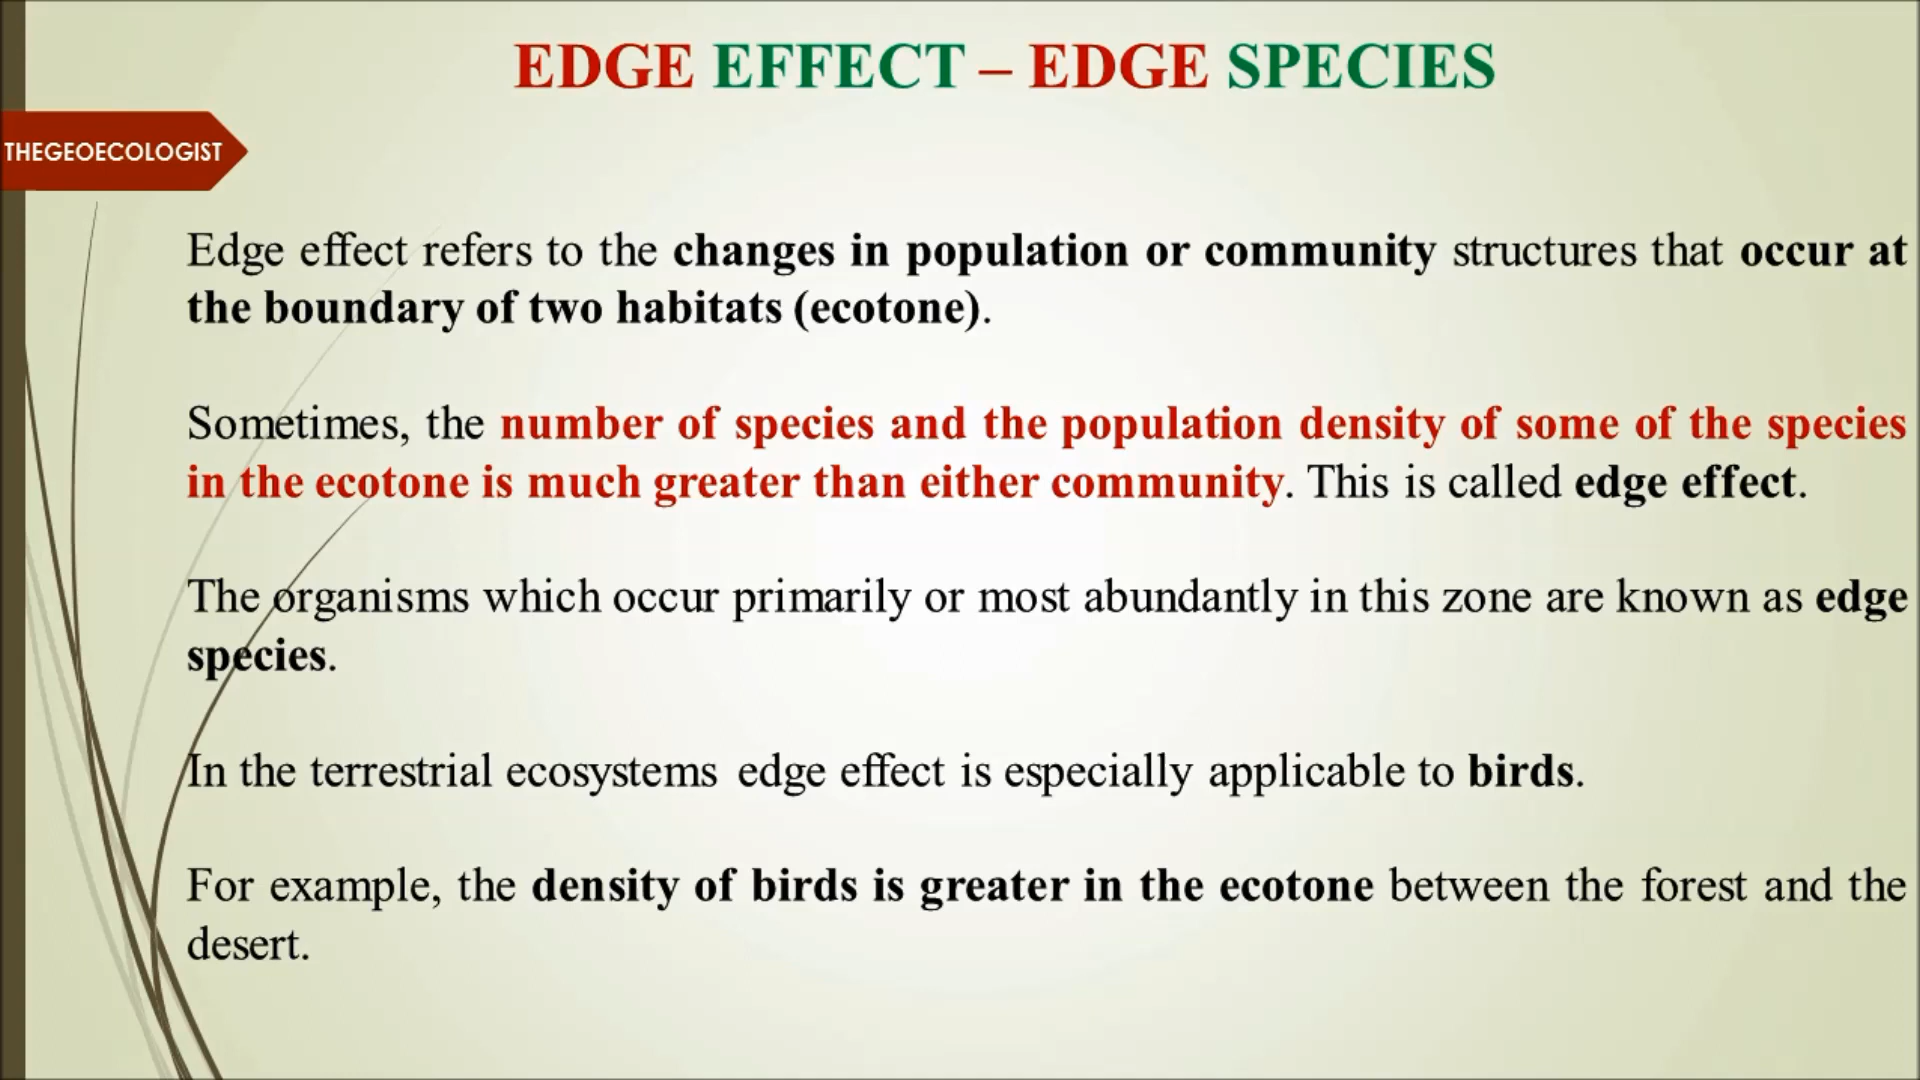 EDGE EFFECT – EDGE SPECIES
THEGEOECOLOGIST
Edge effect refers to the changes in population or community structures that occur at
the boundary of two habitats (ecotone).
Sometimes, the number of species and the population density of some of the species
in the ecotone is much greater than either community. This is called edge effect.
The organisms which occur primarily or most abundantly in this zone are known as edge
species.
In the terrestrial ecosystems edge effect is especially applicable to birds.
For example, the density of birds is greater in the ecotone between the forest and the
desert.